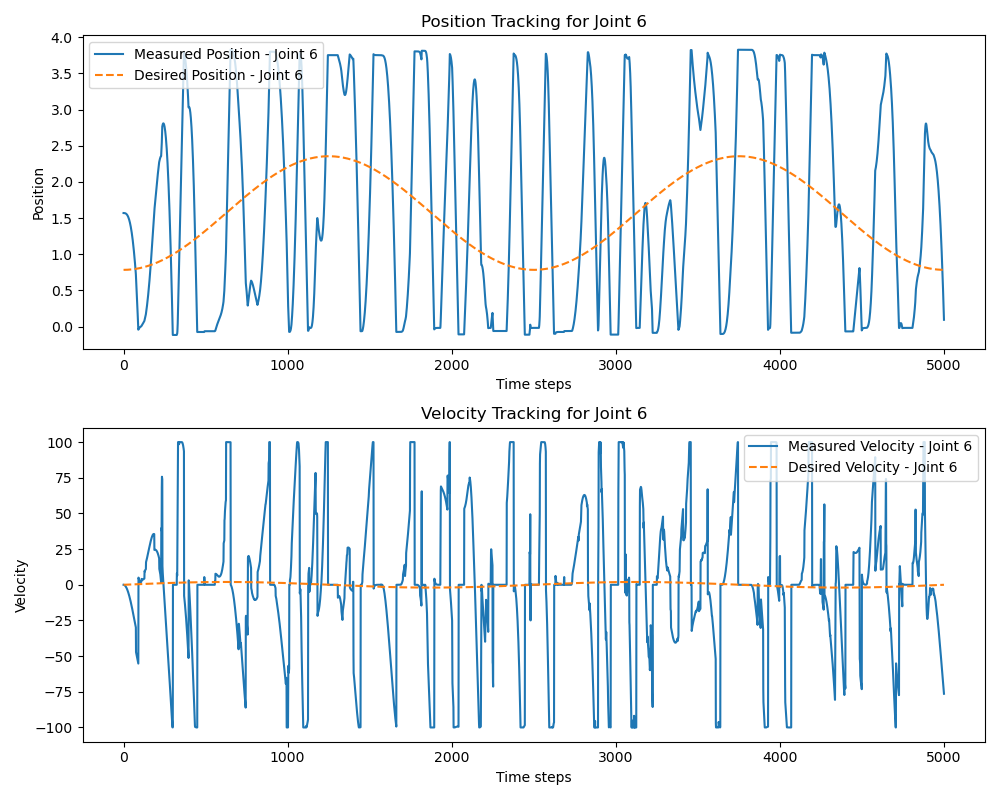 Position Tracking for Joint 6
Measured Position - Joint 6
Desired Position - Joint 6
Position
4.0
3.5
3.0
2.5
2.0
1.5
1.0
0.5
0.0
0 1000 2000 3000 4000 5000
Time steps
Velocity Tracking for Joint 6
Measured Velocity - Joint 6
Desired Velocity - Joint 6
Velocity
100
75
50
25
0
−25
−50
−75
−100
0 1000 2000 3000 4000 5000
Time steps